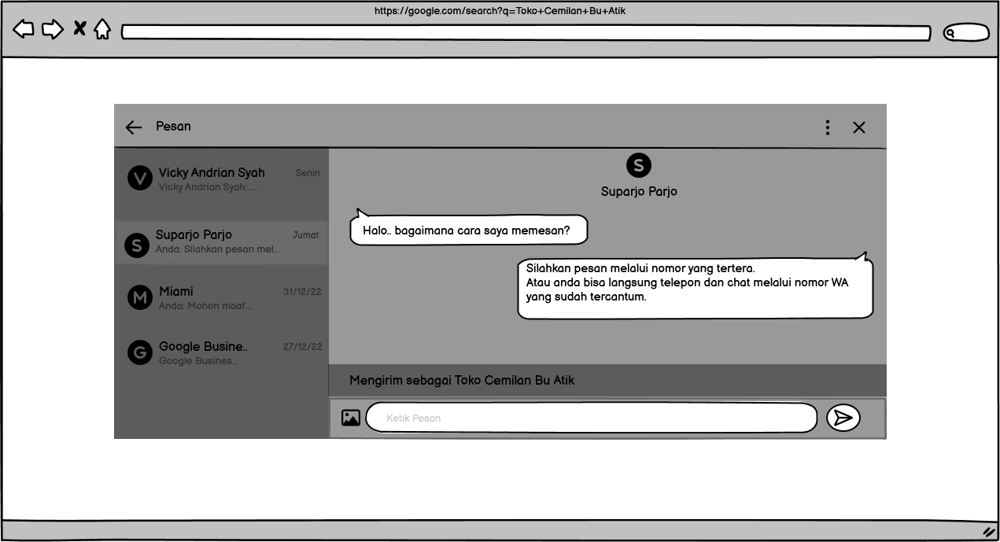 https://google.com/search?q=Toko+Cemilan+Bu+Atik
Pesan
V
Vicky Andrian Syah
Senin
Vicky Andrian Syah:.....
S
Suparjo Parjo
Jumat
Anda: Silahkan pesan mel...
M
Miami
31/12/22
Anda: Mohon maaf...
G
Google Busine..
27/12/22
Google Busines...
S
Suparjo Parjo
Halo.. bagaimana cara saya memesan?
Silahkan pesan melalui nomor yang tertera.
Atau anda bisa langsung telepon dan chat melalui nomor WA
yang sudah tercantum.
Mengirim sebagai Toko Cemilan Bu Atik
Ketik Pesan